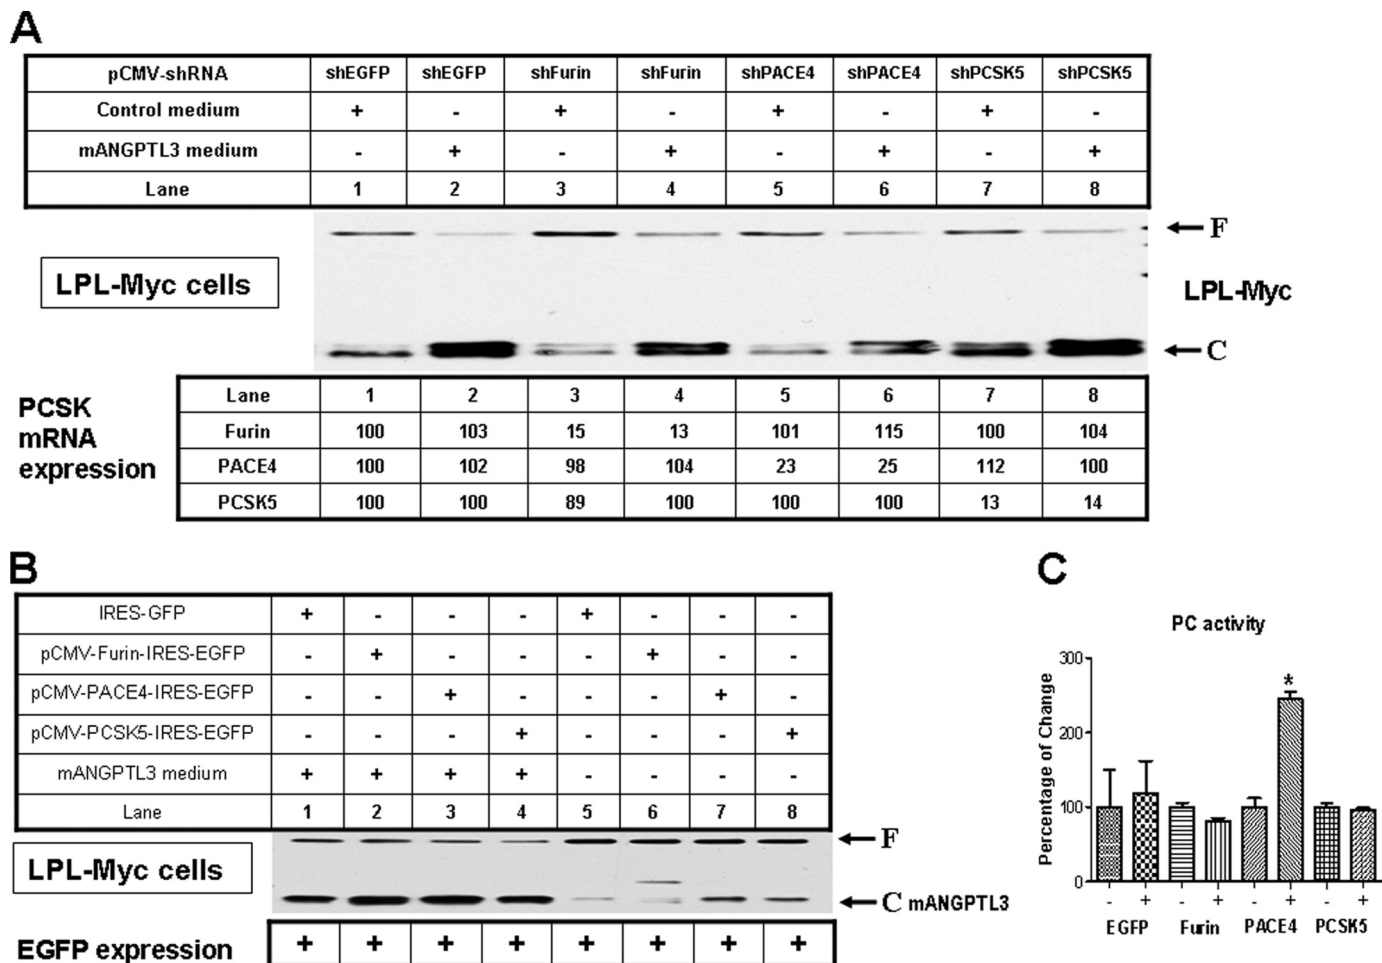 A
pCMV-shRNA shEGFP shEGFP shFurin shFurin shPACE4 shPACE4 shPCSK5 shPCSK5
Control medium + - + - + - + -
mANGPTL3 medium - + - + - + - +
Lane 1 2 3 4 5 6 7 8
F
LPL-Myc cells
LPL-Myc
C
PCSK mRNA expression
Lane 1 2 3 4 5 6 7 8
Furin 100 103 15 13 101 115 100 104
PACE4 100 102 98 104 23 25 112 100
PCSK5 100 100 89 100 100 100 13 14
B
IRES-GFP + - - - + - - -
pCMV-Furin-IRES-EGFP - + - - - + - -
pCMV-PACE4-IRES-EGFP - - + - - - + -
pCMV-PCSK5-IRES-EGFP - - - + - - - +
mANGPTL3 medium + + + + - - - -
Lane 1 2 3 4 5 6 7 8
F
LPL-Myc cells
C mANGPTL3
EGFP expression + + + + + + + +
C
PC activity
Percentage of Change
300
200
100
0
- + - + - + - +
EGFP Furin PACE4 PCSK5
*